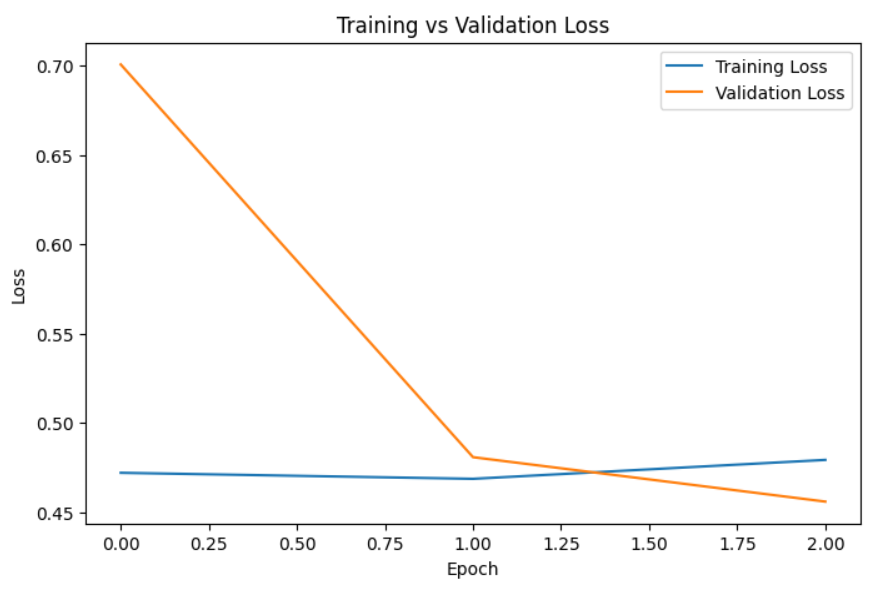 Training vs Validation Loss
Training Loss
Validation Loss
0.70
0.65
0.60
0.55
0.50
0.45
Loss
0.00 0.25 0.50 0.75 1.00 1.25 1.50 1.75 2.00
Epoch